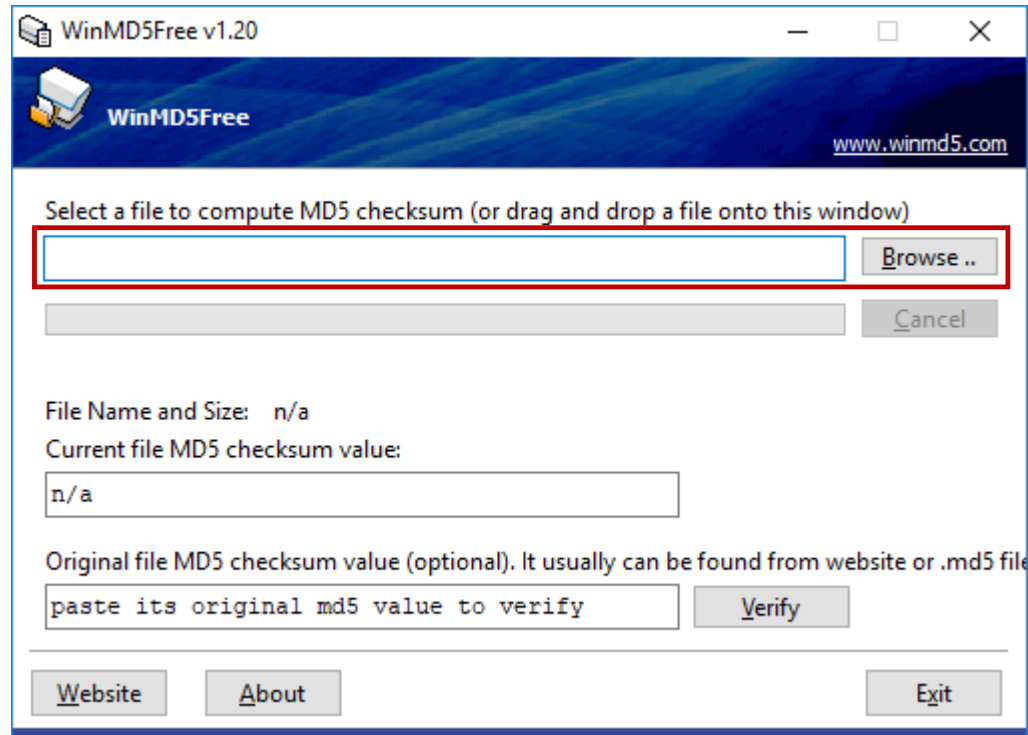 WinMD5Free v1.20
WinMD5Free
www.winmd5.com
Select a file to compute MD5 checksum (or drag and drop a file onto this window)
Browse ..
Cancel
File Name and Size: n/a
Current file MD5 checksum value:
n/a
Original file MD5 checksum value (optional). It usually can be found from website or .md5 file
paste its original md5 value to verify
Verify
Website
About
Exit